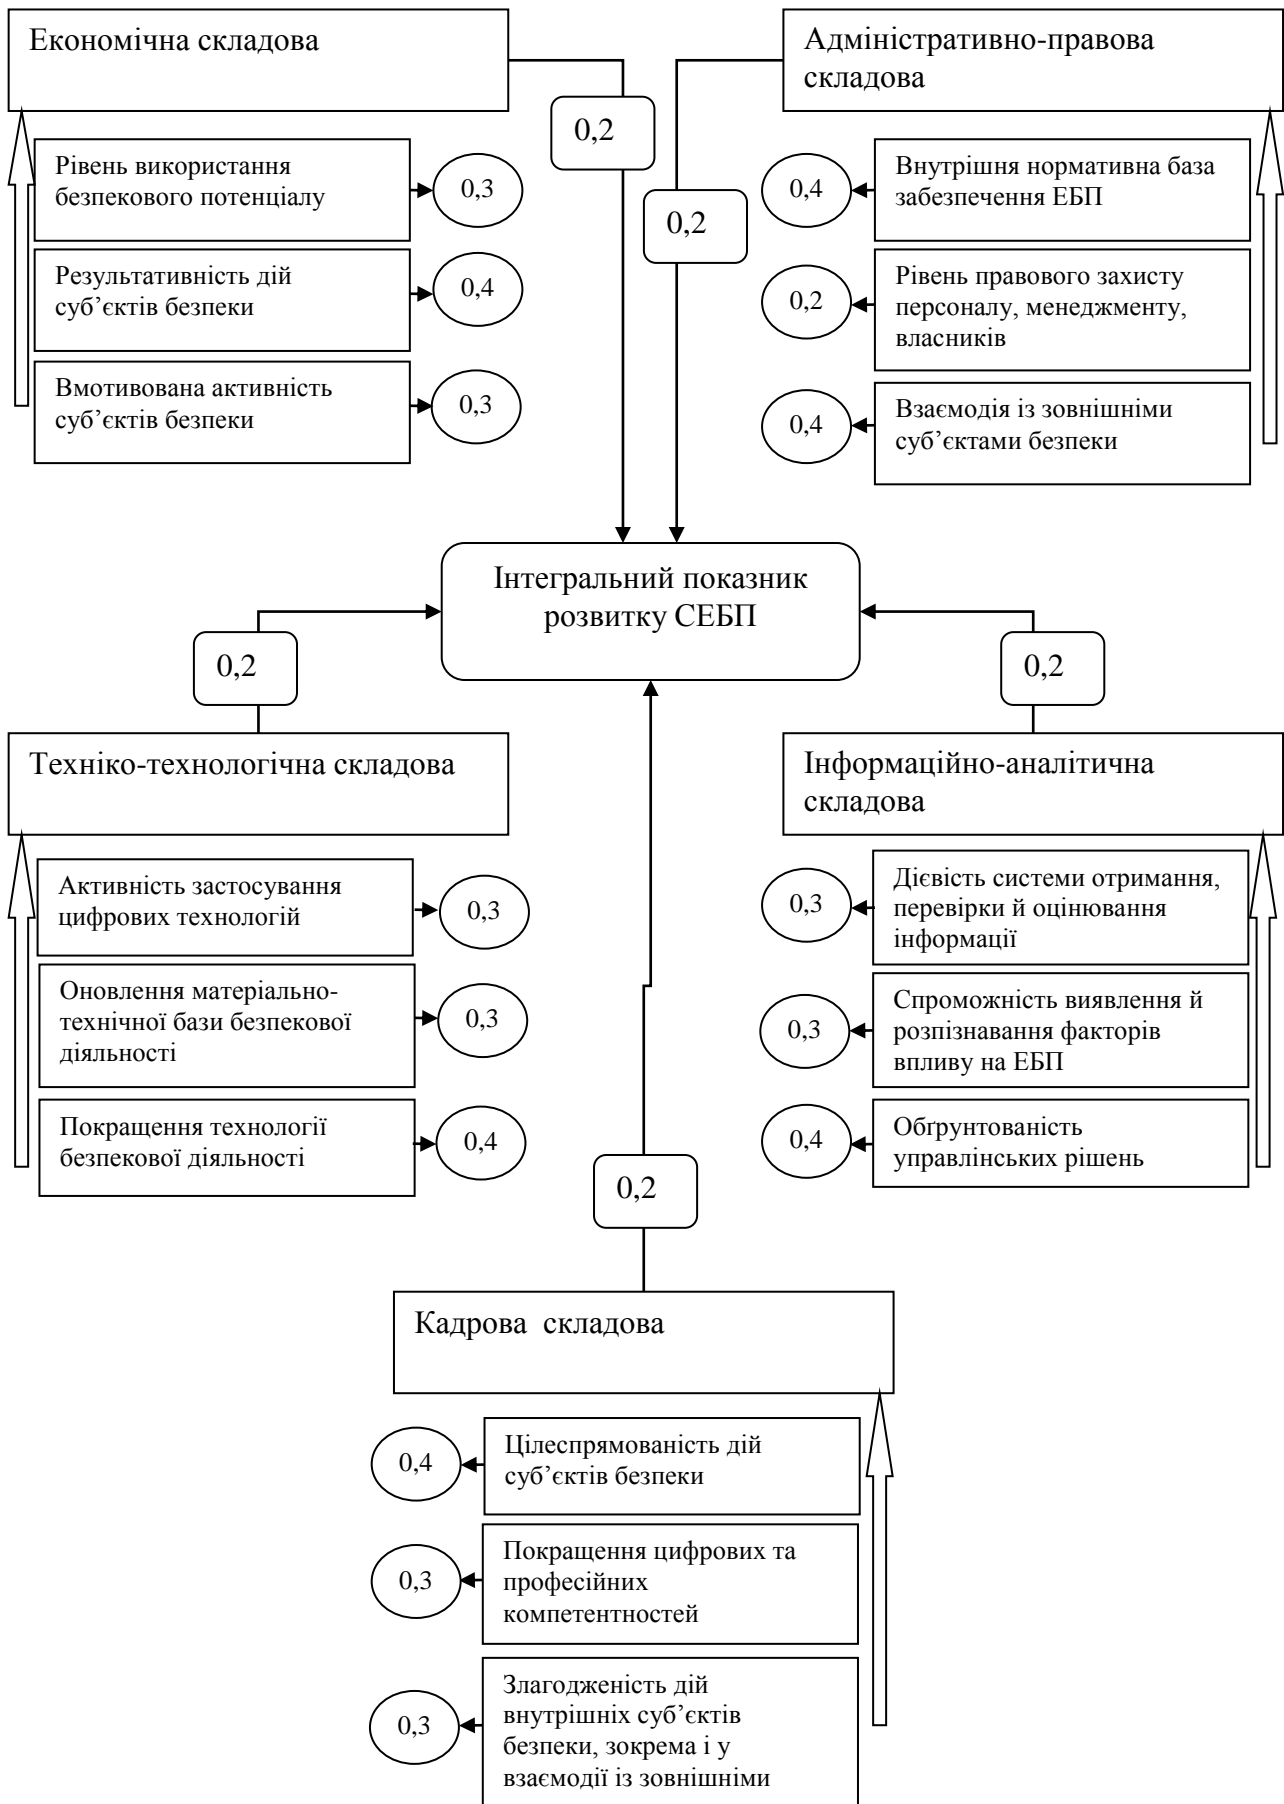 Економічна складова
0,2
Рівень використання
безпекового потенціалу
0,3
Результативність дій
суб’єктів безпеки
0,4
Вмотивована активність
суб’єктів безпеки
0,3
Адміністративно-правова
складова
0,2
Внутрішня нормативна база
забезпечення ЕБП
0,4
Рівень правового захисту
персоналу, менеджменту,
власників
0,2
Взаємодія із зовнішніми
суб’єктами безпеки
0,4
Інтегральний показник
розвитку СЕБП
0,2
Техніко-технологічна складова
Активність застосування
цифрових технологій
0,3
Оновлення матеріально-
технічної бази безпекової
діяльності
0,3
Покращення технології
безпекової діяльності
0,4
0,2
Інформаційно-аналітична
складова
Дієвість системи отримання,
перевірки й оцінювання
інформації
0,3
Спроможність виявлення й
розпізнавання факторів
впливу на ЕБП
0,3
Обґрунтованість
управлінських рішень
0,4
0,2
Кадрова складова
Цілеспрямованість дій
суб’єктів безпеки
0,4
Покращення цифрових та
професійних
компетентностей
0,3
Злагодженість дій
внутрішніх суб’єктів
безпеки, зокрема і у
взаємодії із зовнішніми
0,3